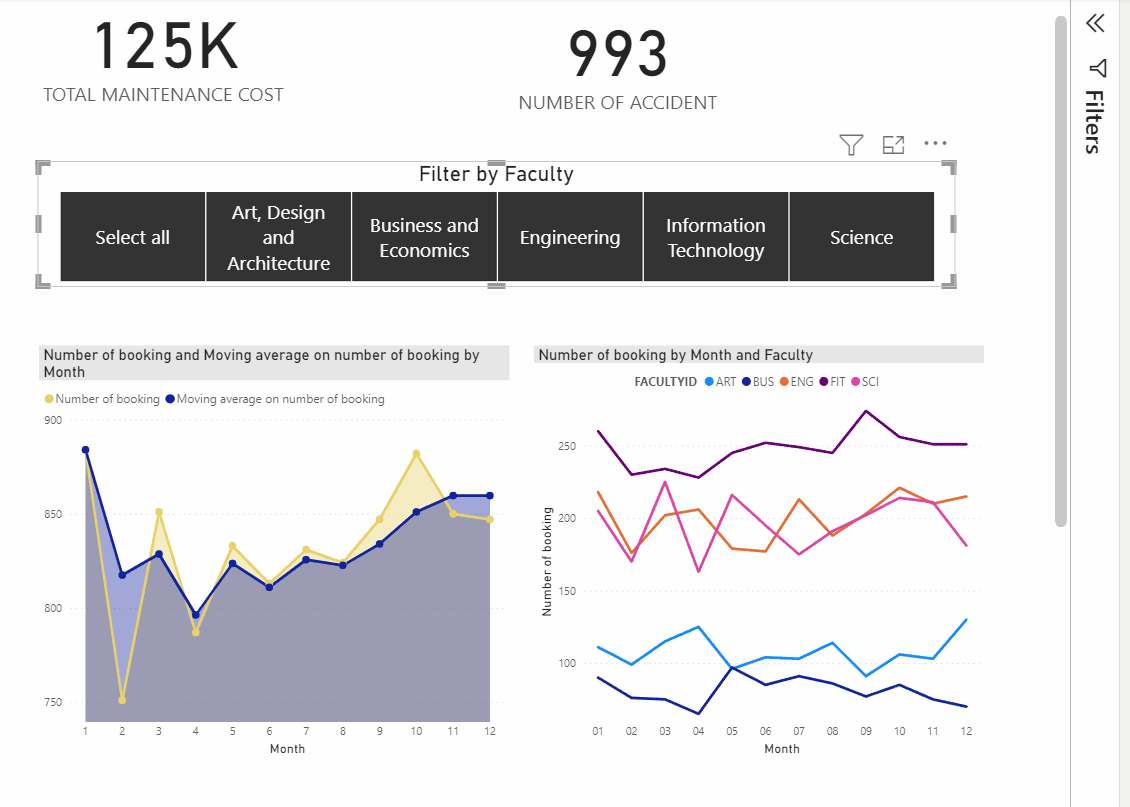 125K
TOTAL MAINTENANCE COST
993
NUMBER OF ACCIDENT
Filters
Filter by Faculty
Select all
Art, Design
and
Architecture
Business and
Economics
Engineering
Information
Technology
Science
Number of booking and Moving average on number of booking by
Month
Number of booking Moving average on number of booking
900
850
800
750
1 2 3 4 5 6 7 8 9 10 11 12
Month
Number of booking by Month and Faculty
FACULTYID ART BUS ENG FIT SCI
Number of booking
250
200
150
100
01 02 03 04 05 06 07 08 09 10 11 12
Month